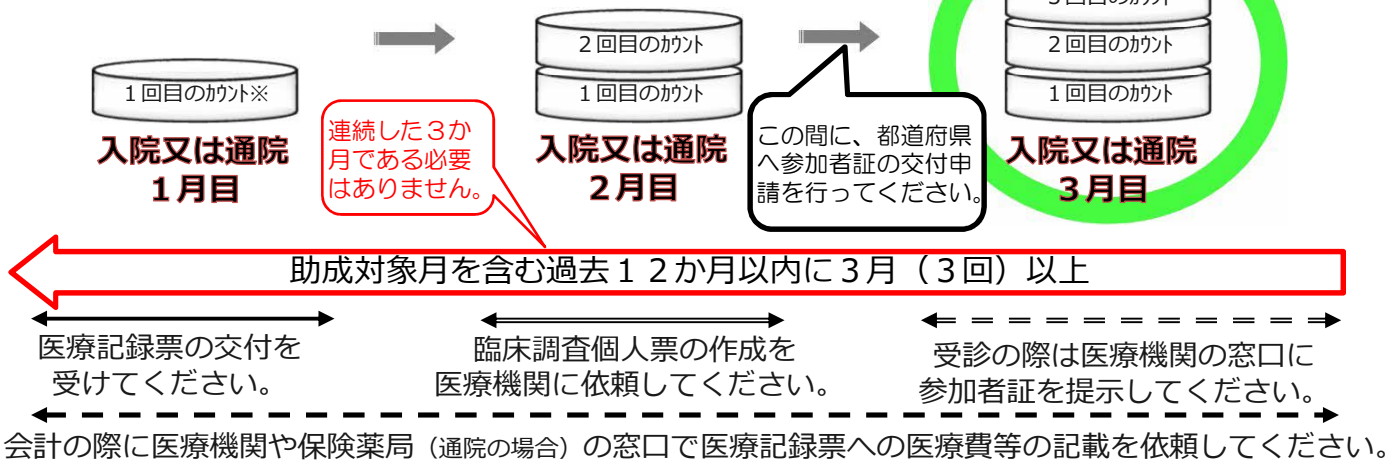 3回目のカウント
2回目のカウント
2回目のカウント
1回目のカウント※
1回目のカウント
1回目のカウント
入院又は通院
1月目
連続した3か
月である必要
はありません。
入院又は通院
2月目
この間に、都道府県
へ参加者証の交付申
請を行ってください。
入院又は通院
3月目
助成対象月を含む過去12か月以内に3月（3回）以上
医療記録票の交付を
受けてください。
臨床調査個人票の作成を
医療機関に依頼してください。
受診の際は医療機関の窓口に
参加者証を提示してください。
会計の際に医療機関や保険薬局（通院の場合）の窓口で医療記録票への医療費等の記載を依頼してください。